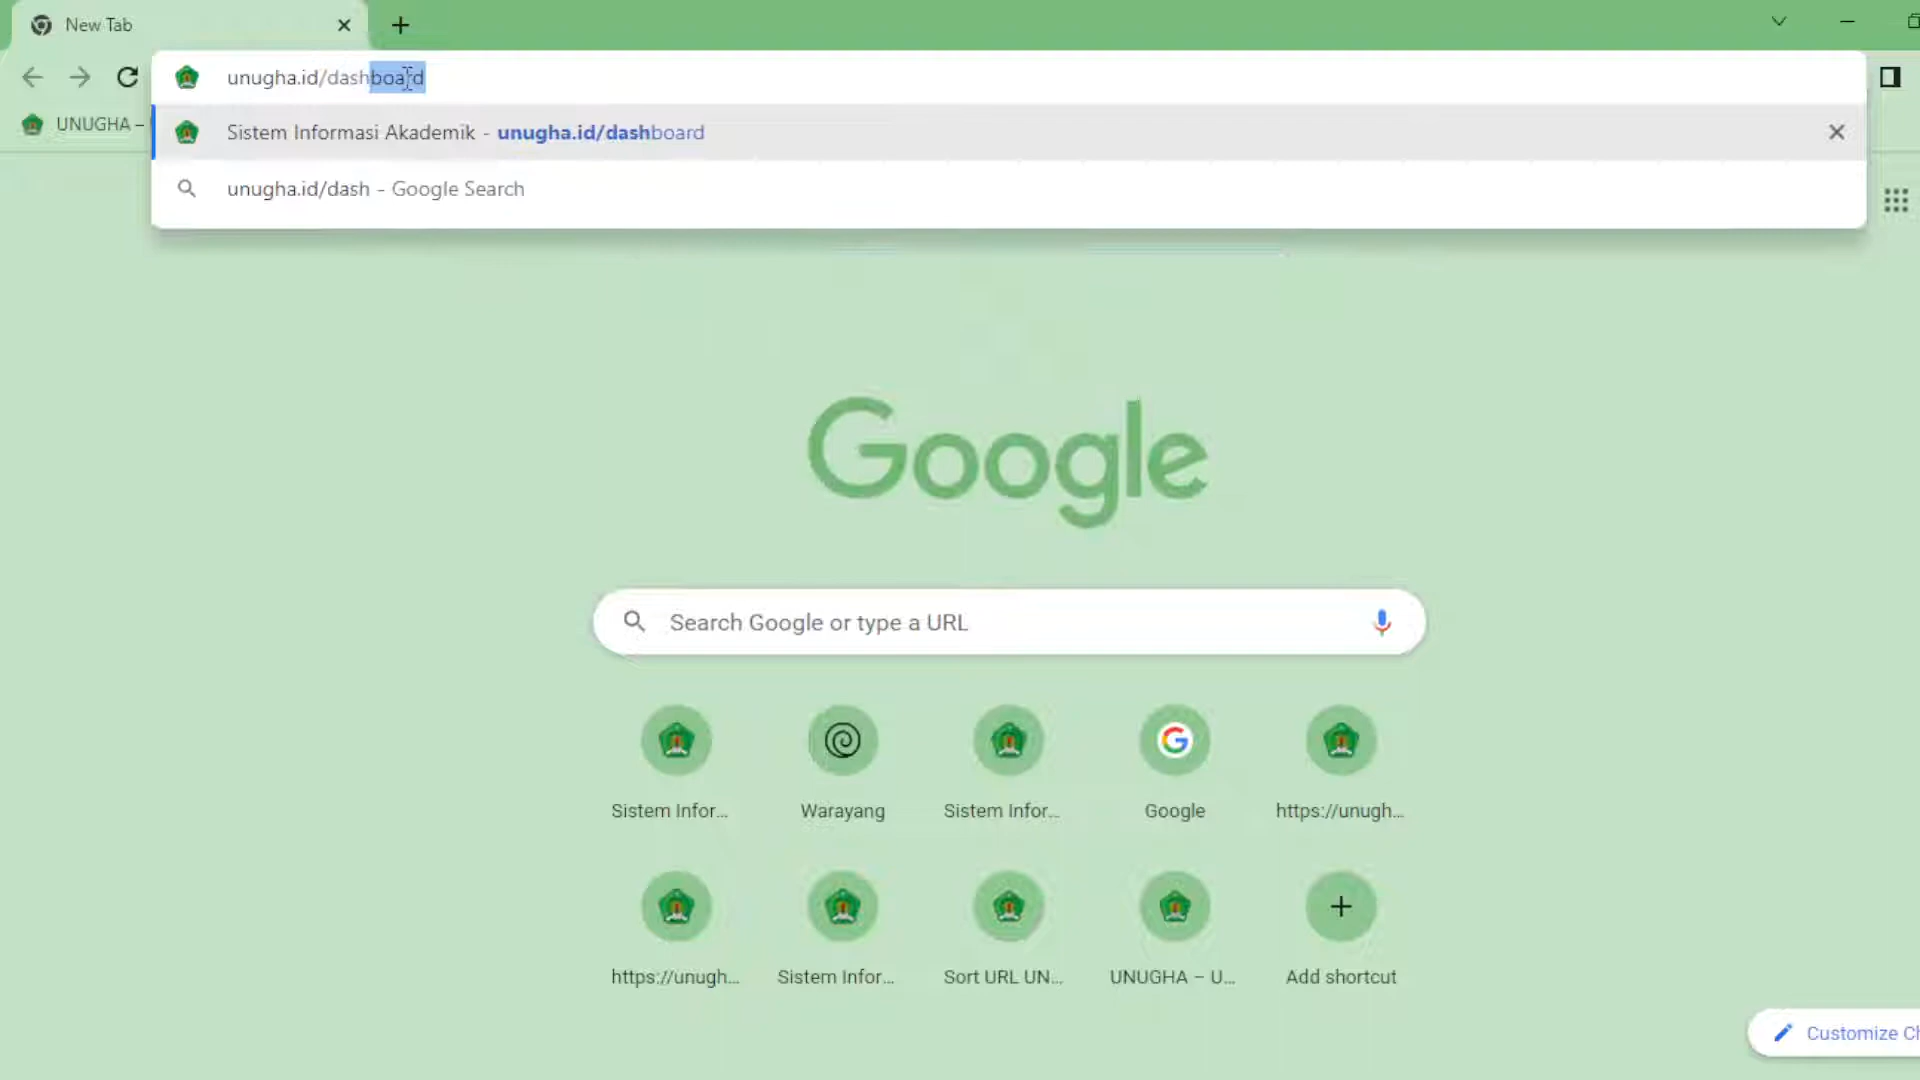 New Tab
unugha.id/dashboard
UNUGHA –
Sistem Informasi Akademik - unugha.id/dashboard
unugha.id/dash - Google Search
Google
Search Google or type a URL
Sistem Infor...
Warayang
Sistem Infor...
Google
https://unugh...
https://unugh...
Sistem Infor...
Sort URL UN...
UNUGHA – U...
Add shortcut
Customize Ch